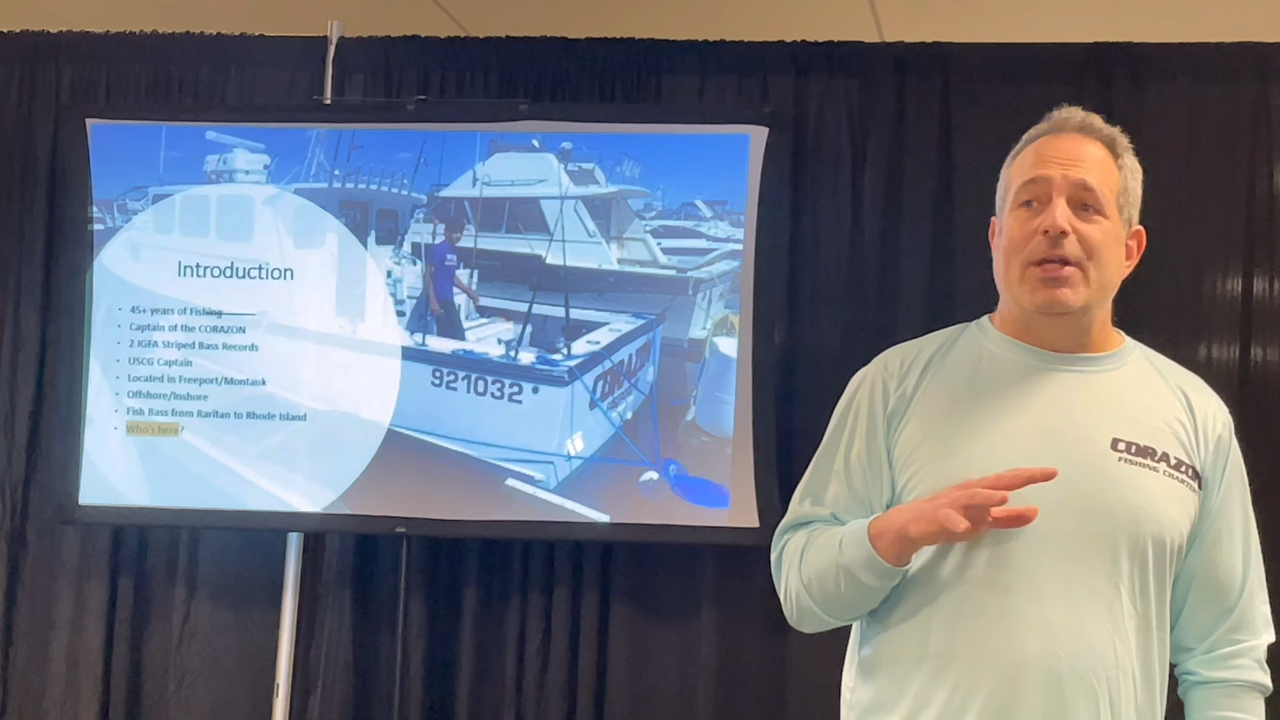 Introduction
45+ years of Fishing
Captain of the CORAZON
2 IGFA Striped Bass Records
USCG Captain
Located in Freeport/Montauk
Offshore/Inshore
Fish Bass from Raritan to Rhode Island
Who's here?
921032
CORAZON
CORAZON
FISHING CHARTERS